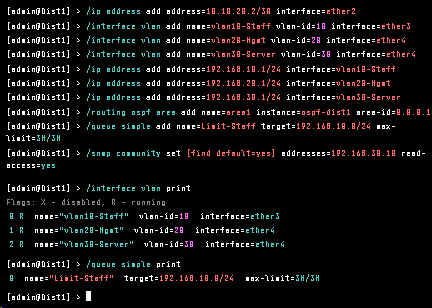 [admin@Dist1] > /ip address add address=10.10.20.2/30 interface=ether2
[admin@Dist1] > /interface vlan add name=vlan10-Staff vlan-id=10 interface=ether3
[admin@Dist1] > /interface vlan add name=vlan20-Mgmt vlan-id=20 interface=ether4
[admin@Dist1] > /interface vlan add name=vlan30-Server vlan-id=30 interface=ether4
[admin@Dist1] > /ip address add address=192.168.10.1/24 interface=vlan10-Staff
[admin@Dist1] > /ip address add address=192.168.20.1/24 interface=vlan20-Mgmt
[admin@Dist1] > /ip address add address=192.168.30.1/24 interface=vlan30-Server
[admin@Dist1] > /routing ospf area add name=area1 instance=ospf-dist1 area-id=0.0.0.1
[admin@Dist1] > /queue simple add name=Limit-Staff target=192.168.10.0/24 max-
limit=3M/3M
[admin@Dist1] > /snmp community set [find default=yes] addresses=192.168.30.10 read-
access=yes
[admin@Dist1] > /interface vlan print
Flags: X - disabled, R - running
0 R name="vlan10-Staff" vlan-id=10 interface=ether3
1 R name="vlan20-Mgmt" vlan-id=20 interface=ether4
2 R name="vlan30-Server" vlan-id=30 interface=ether4
[admin@Dist1] > /queue simple print
0 name="Limit-Staff" target=192.168.10.0/24 max-limit=3M/3M
[admin@Dist1] >